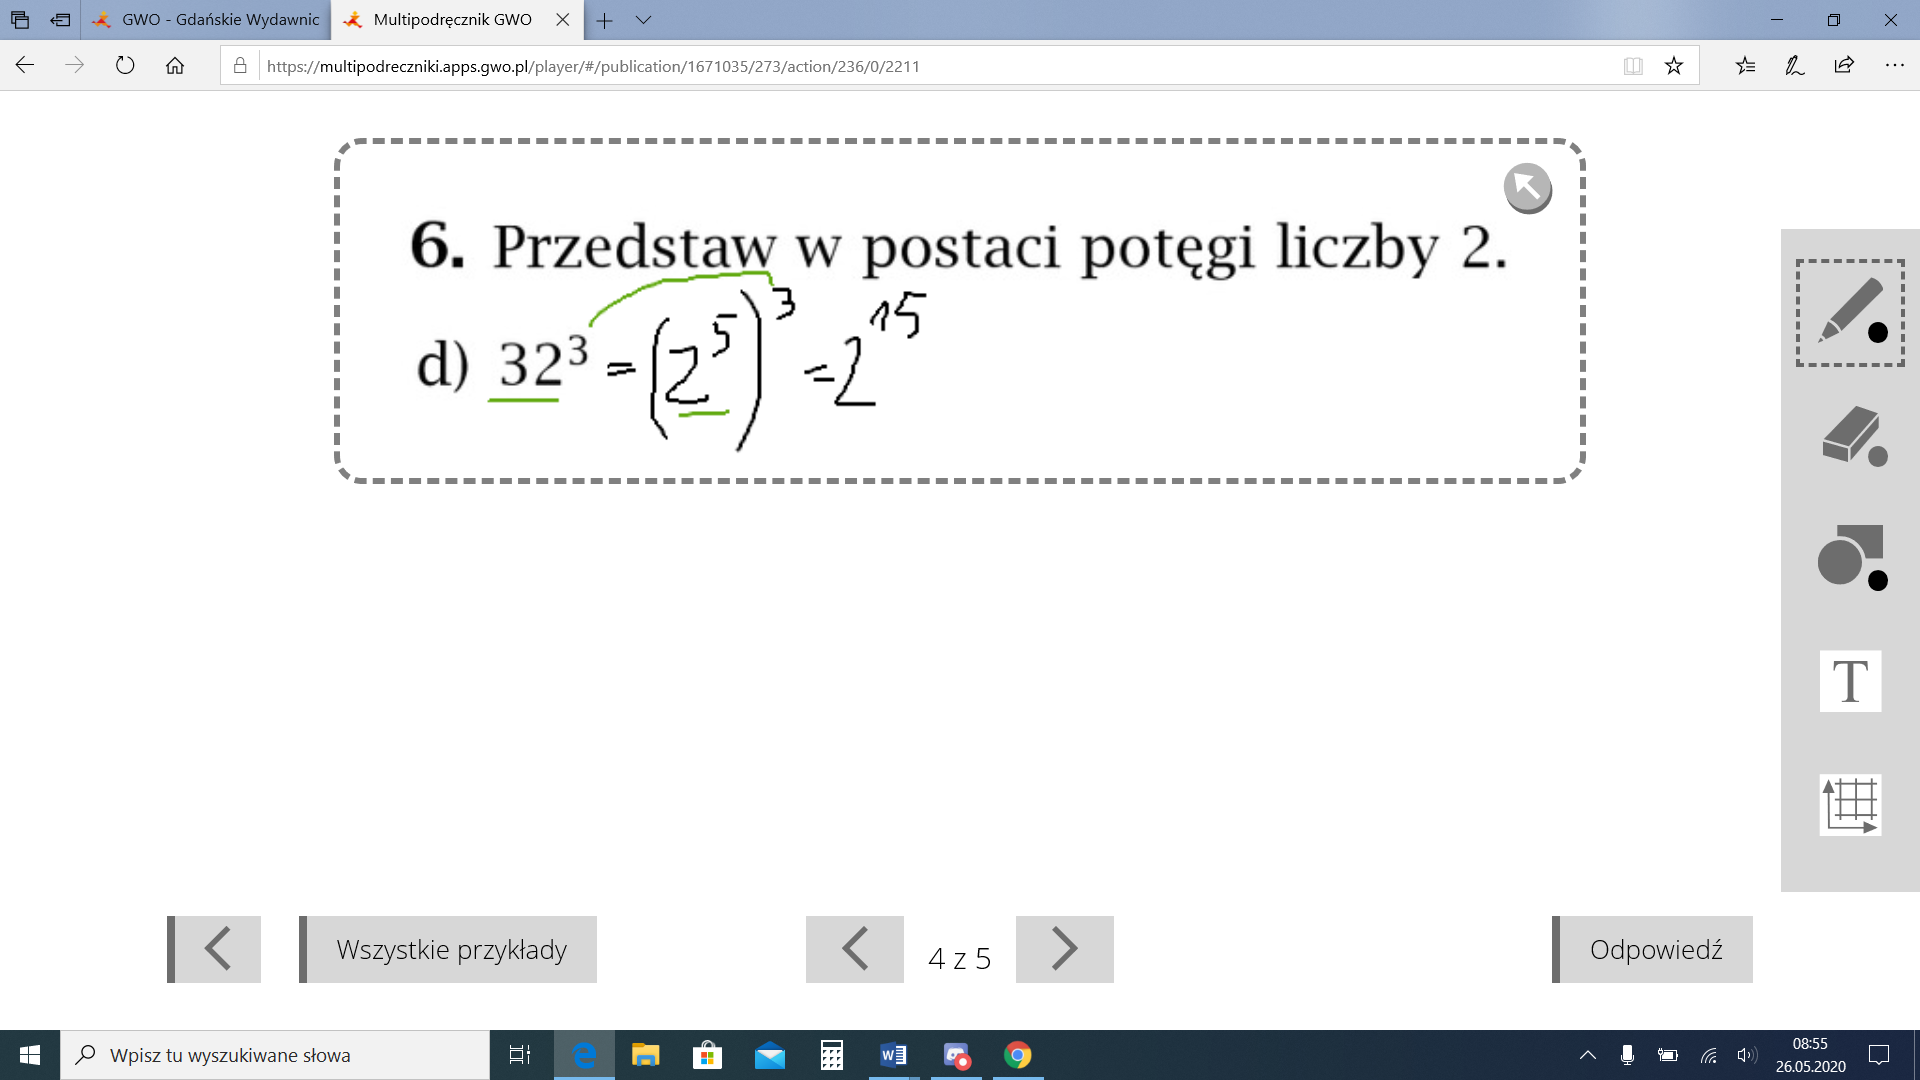 GWO - Gdańskie Wydawnic
Multipodręcznik GWO
https://multipodreczniki.apps.gwo.pl/player/#/publication/1671035/273/action/236/0/2211
6. Przedstaw w postaci potęgi liczby 2.
d) 32³ = (2⁵)³ = 2¹⁵
T
Wszystkie przykłady
4 z 5
Odpowiedź
Wpisz tu wyszukiwane słowa
08:55
26.05.2020